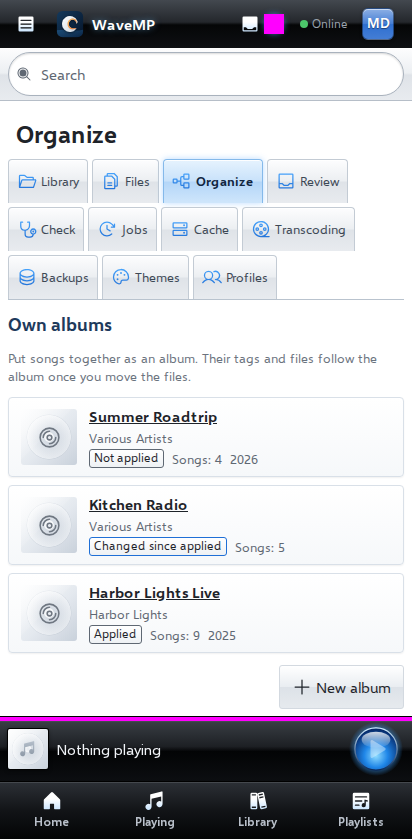 WaveMP
Online
MD
Search
Organize
Library
Files
Organize
Review
Check
Jobs
Cache
Transcoding
Backups
Themes
Profiles
Own albums
Put songs together as an album. Their tags and files follow the
album once you move the files.
Summer Roadtrip
Various Artists
Not applied Songs: 4 2026
Kitchen Radio
Various Artists
Changed since applied Songs: 5
Harbor Lights Live
Harbor Lights
Applied Songs: 9 2025
New album
Nothing playing
Home
Playing
Library
Playlists